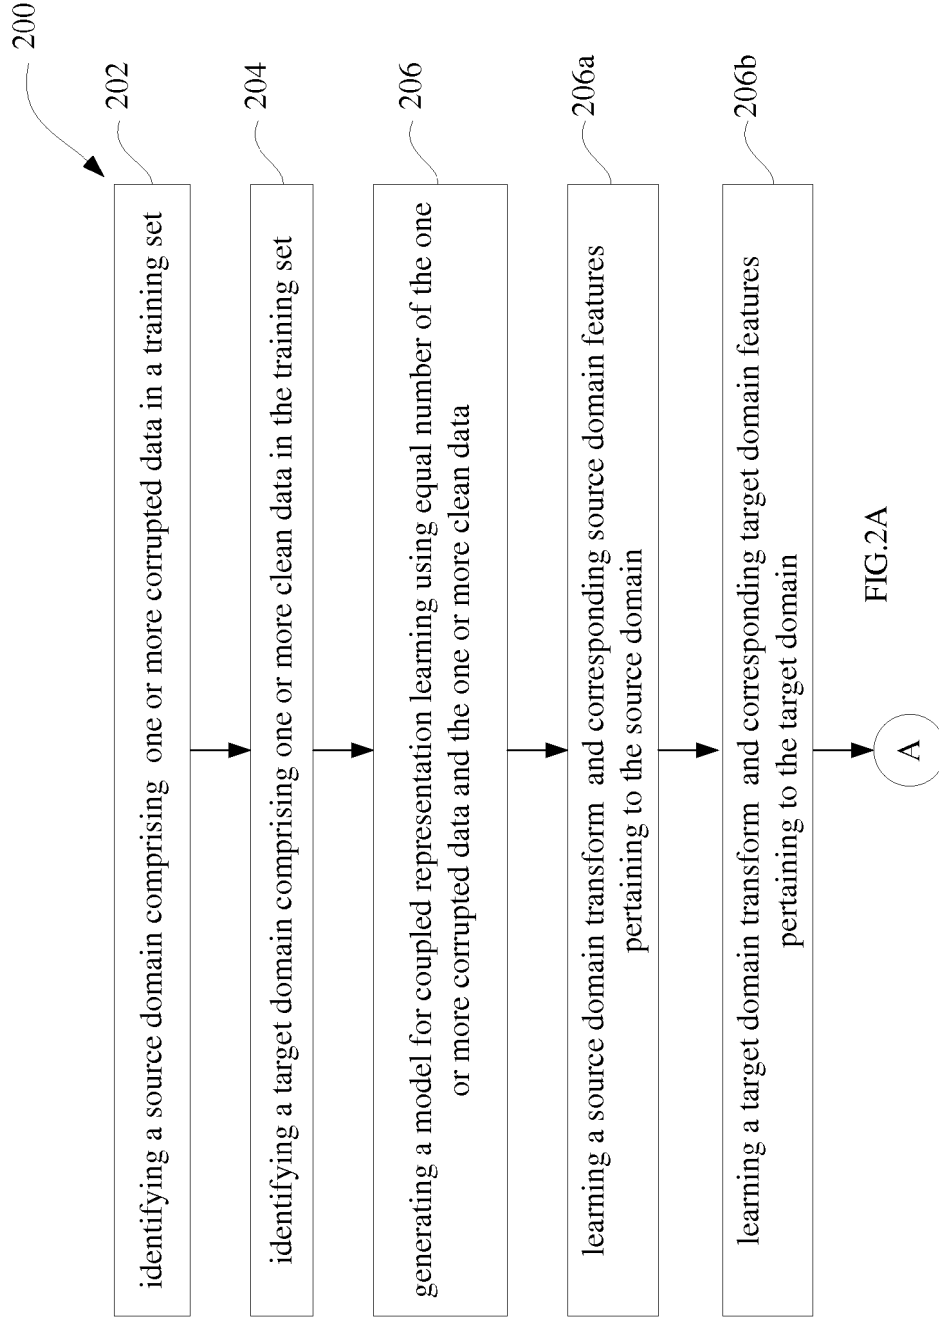 200
202
identifying a source domain comprising one or more corrupted data in a training set
204
identifying a target domain comprising one or more clean data in the training set
206
generating a model for coupled representation learning using equal number of the one
or more corrupted data and the one or more clean data
206a
learning a source domain transform and corresponding source domain features
pertaining to the source domain
206b
learning a target domain transform and corresponding target domain features
pertaining to the target domain
A
FIG.2A